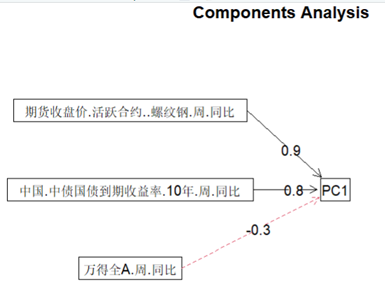 Components Analysis
期货收盘价.活跃合约..螺纹钢.周.同比
0.9
中国.中债国债到期收益率.10年.周.同比
0.8
PC1
-0.3
万得全A.周.同比